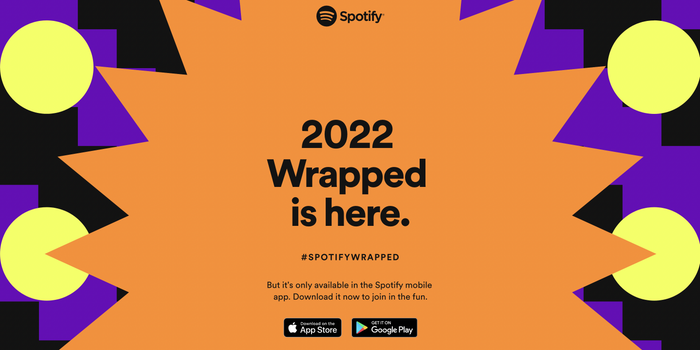 Spotify
2022
Wrapped
is here.
#SPOTIFYWRAPPED
But it's only available in the Spotify mobile
app. Download it now to join in the fun.
Download on the
App Store
GET IT ON
Google Play